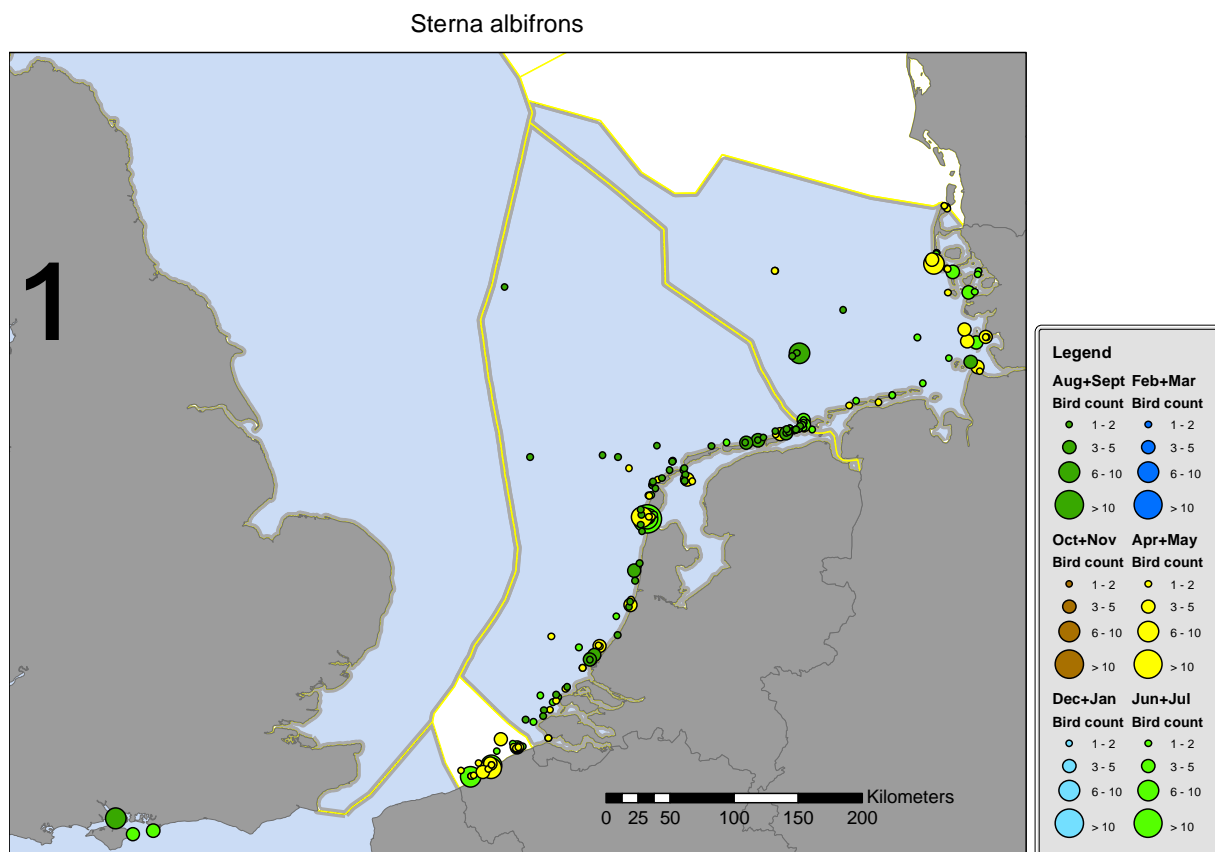 Sterna albifrons
1
Kilometers
0 25 50 100 150 200
Legend
Aug+Sept Feb+Mar
Bird count Bird count
1 - 2 1 - 2
3 - 5 3 - 5
6 - 10 6 - 10
> 10 > 10
Oct+Nov Apr+May
Bird count Bird count
1 - 2 1 - 2
3 - 5 3 - 5
6 - 10 6 - 10
> 10 > 10
Dec+Jan Jun+Jul
Bird count Bird count
1 - 2 1 - 2
3 - 5 3 - 5
6 - 10 6 - 10
> 10 > 10